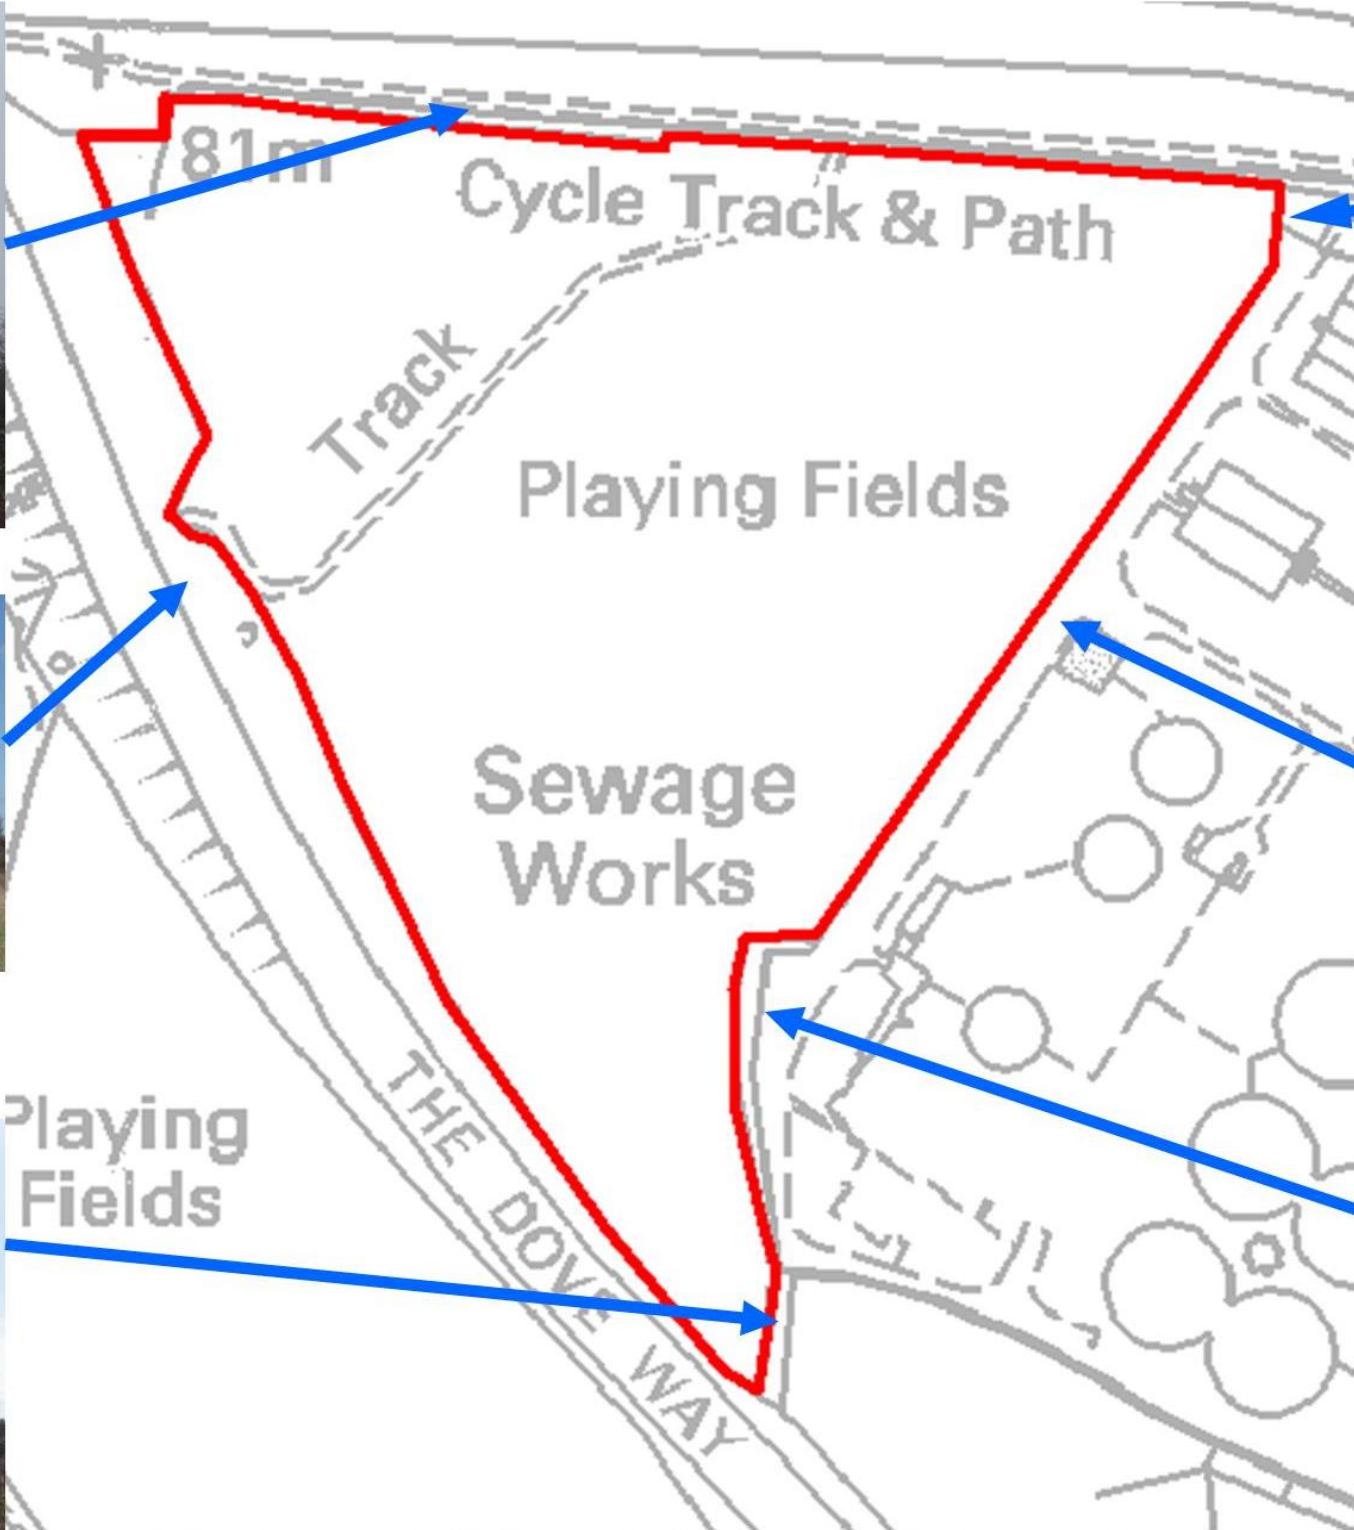 81m
Cycle Track & Path
Track
Playing Fields
Sewage
Works
Playing
Fields
THE DOVE WAY